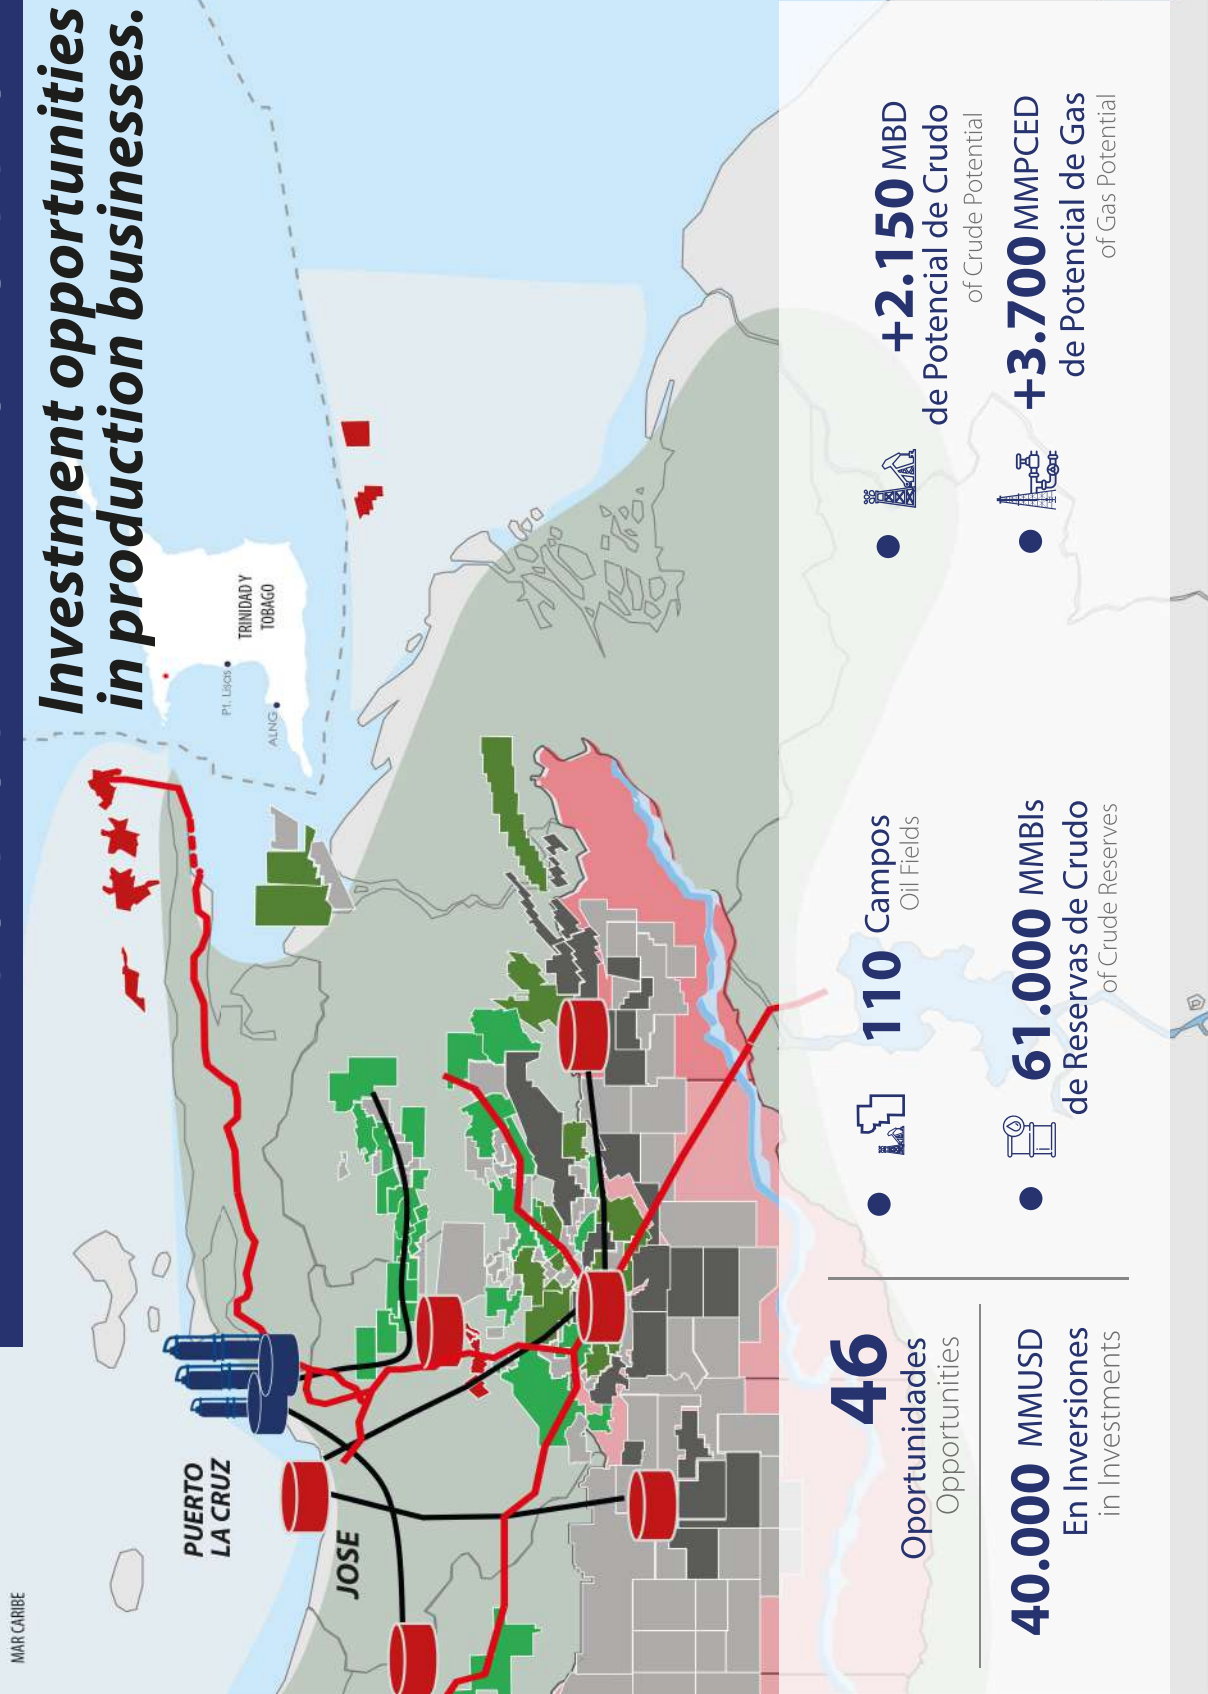 Investment opportunities
in production businesses.
MAR CARIBE
PUERTO
LA CRUZ
JOSE
Pt. Lisas
ALNG
TRINIDAD Y
TOBAGO
46
Oportunidades
Opportunities
40.000 MMUSD
En Inversiones
in Investments
110 Campos
Oil Fields
61.000 MMBls
de Reservas de Crudo
of Crude Reserves
+2.150 MBD
de Potencial de Crudo
of Crude Potential
+3.700 MMPCED
de Potencial de Gas
of Gas Potential